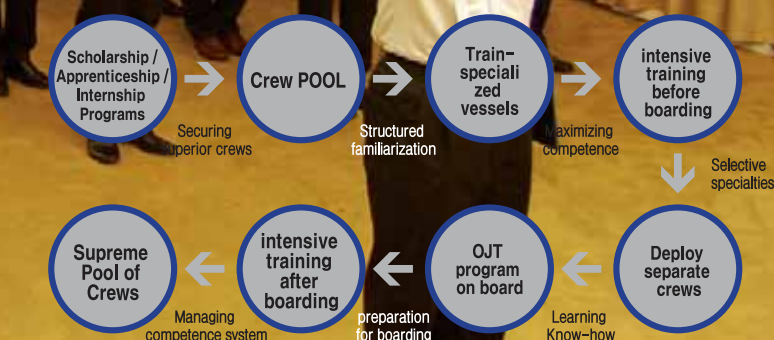 Scholarship /
Apprenticeship /
Internship
Programs
Crew POOL
Train-
speciali
zed
vessels
intensive
training
before
boarding
Securing
superior crews
Structured
familiarization
Maximizing
competence
Selective
specialties
Supreme
Pool of
Crews
intensive
training
after
boarding
OJT
program
on board
Deploy
separate
crews
Managing
competence system
preparation
for boarding
Learning
Know-how